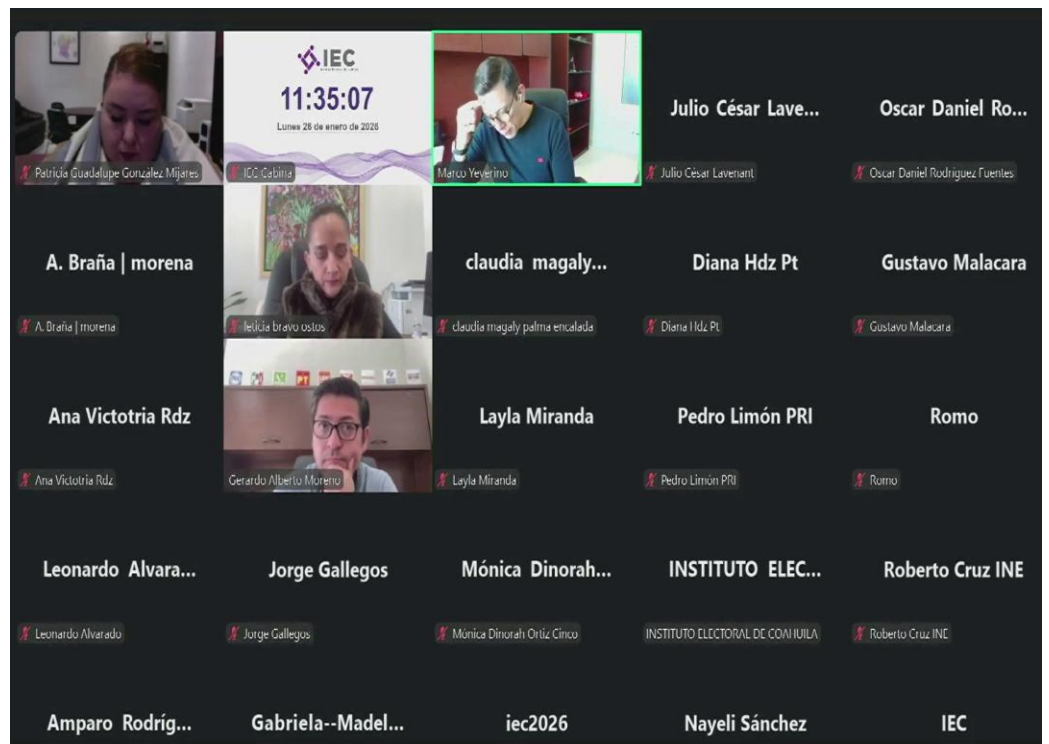 IEC
11:35:07
Lunes 26 de enero de 2026
Julio César Lave...
Oscar Daniel Ro...
Patricia Guadalupe González Mijares
IEC Cabina
Marco Yeverino
Julio César Lavenant
Oscar Daniel Rodríguez Fuentes
A. Braña | morena
claudia magaly...
Diana Hdz Pt
Gustavo Malacara
A. Braña | morena
leticia bravo ostos
claudia magaly palma encalada
Diana Hdz Pt
Gustavo Malacara
PT
Ana Victotria Rdz
Layla Miranda
Pedro Limón PRI
Romo
Ana Victotria Rdz
Gerardo Alberto Moreno
Layla Miranda
Pedro Limón PRI
Romo
Leonardo Alvara...
Jorge Gallegos
Mónica Dinorah...
INSTITUTO ELEC...
Roberto Cruz INE
Leonardo Alvarado
Jorge Gallegos
Mónica Dinorah Ortiz Cinco
INSTITUTO ELECTORAL DE COAHUILA
Roberto Cruz INE
Amparo Rodríg...
Gabriela--Madel...
iec2026
Nayeli Sánchez
IEC